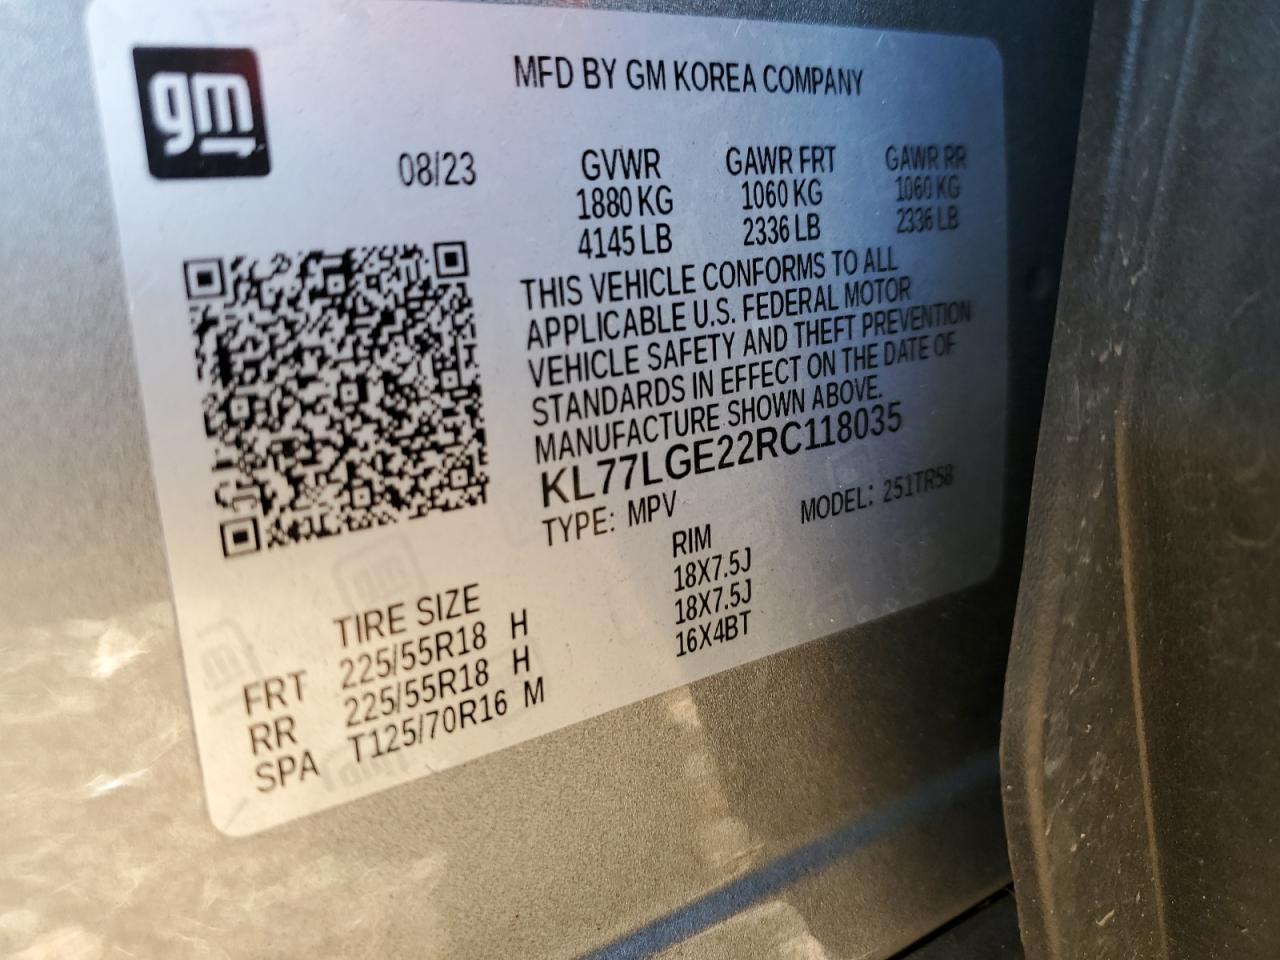 gm
MFD BY GM KOREA COMPANY
08/23
GVWR GAWR FRT GAWR RR
1880 KG 1060 KG 1060 KG
4145 LB 2336 LB 2336 LB
THIS VEHICLE CONFORMS TO ALL
APPLICABLE U.S. FEDERAL MOTOR
VEHICLE SAFETY AND THEFT PREVENTION
STANDARDS IN EFFECT ON THE DATE OF
MANUFACTURE SHOWN ABOVE.
KL77LGE22RC118035
TYPE: MPV MODEL: 251TR58
TIRE SIZE RIM
FRT 225/55R18 H 18X7.5J
RR 225/55R18 H 18X7.5J
SPA T125/70R16 M 16X4BT